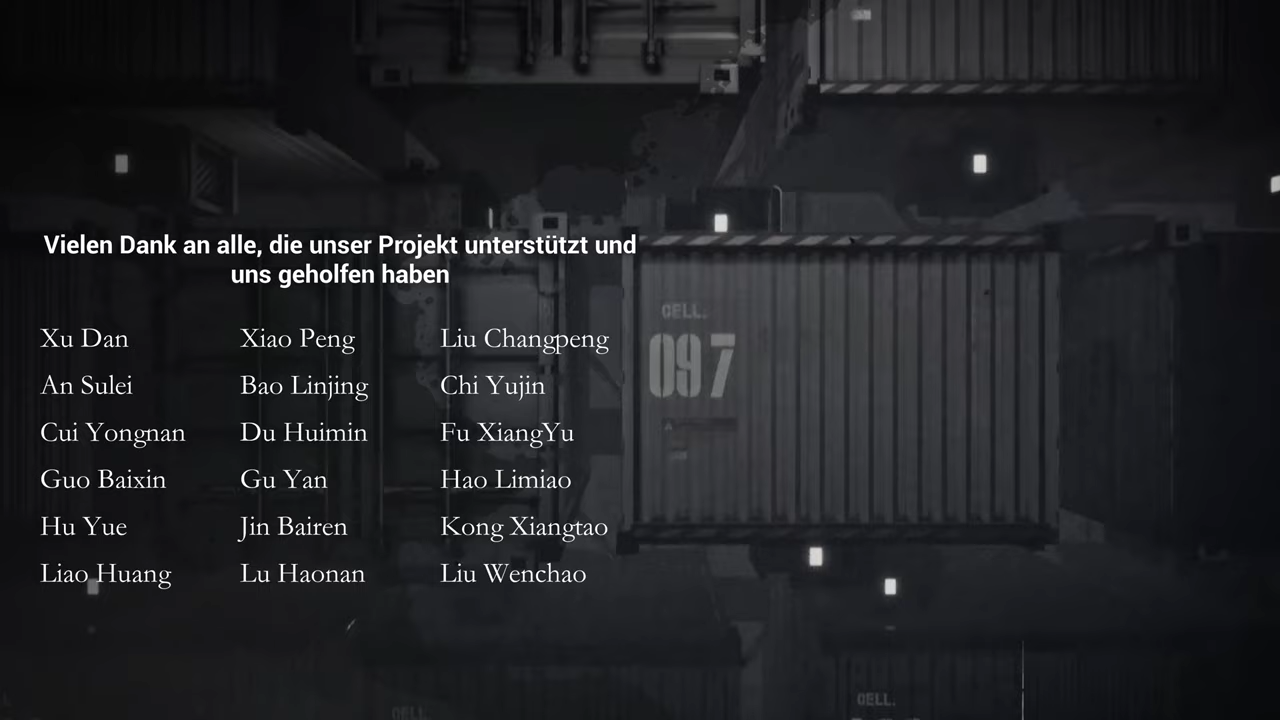 Vielen Dank an alle, die unser Projekt unterstützt und
uns geholfen haben
Xu Dan Xiao Peng Liu Changpeng
An Sulei Bao Linjing Chi Yujin
Cui Yongnan Du Huimin Fu XiangYu
Guo Baixin Gu Yan Hao Limiao
Hu Yue Jin Bairen Kong Xiangtao
Liao Huang Lu Haonan Liu Wenchao
CELL.
097
CELL.
CELL.